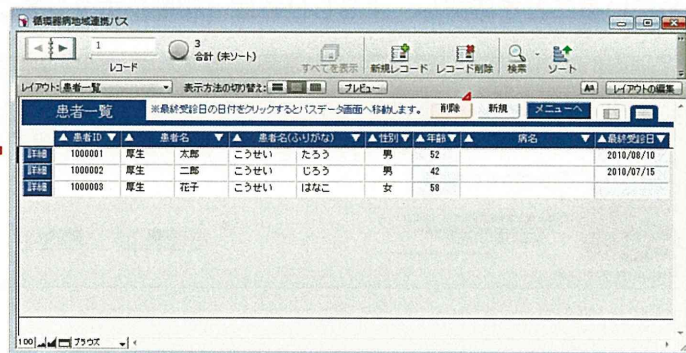 循環器病地域連携パス
1
レコード
3
合計 (未ソート)
すべてを表示
新規レコード
レコード削除
検索
ソート
レイアウト: 患者一覧
表示方法の切り替え:
プレビュー
Aa
レイアウトの編集
患者一覧
※最終受診日の日付をクリックするとパスデータ画面へ移動します。
削除
新規
メニューへ
▲ 患者ID ▼ ▲ 患者名 ▼ ▲ 患者名(ふりがな) ▼ ▲性別▼ ▲年齢▼ ▲ 病名 ▼ ▲最終受診日▼
詳細 1000001 厚生 太郎 こうせい たろう 男 52 2010/08/10
詳細 1000002 厚生 二郎 こうせい じろう 男 42 2010/07/15
詳細 1000003 厚生 花子 こうせい はなこ 女 58
100 ブラウズ